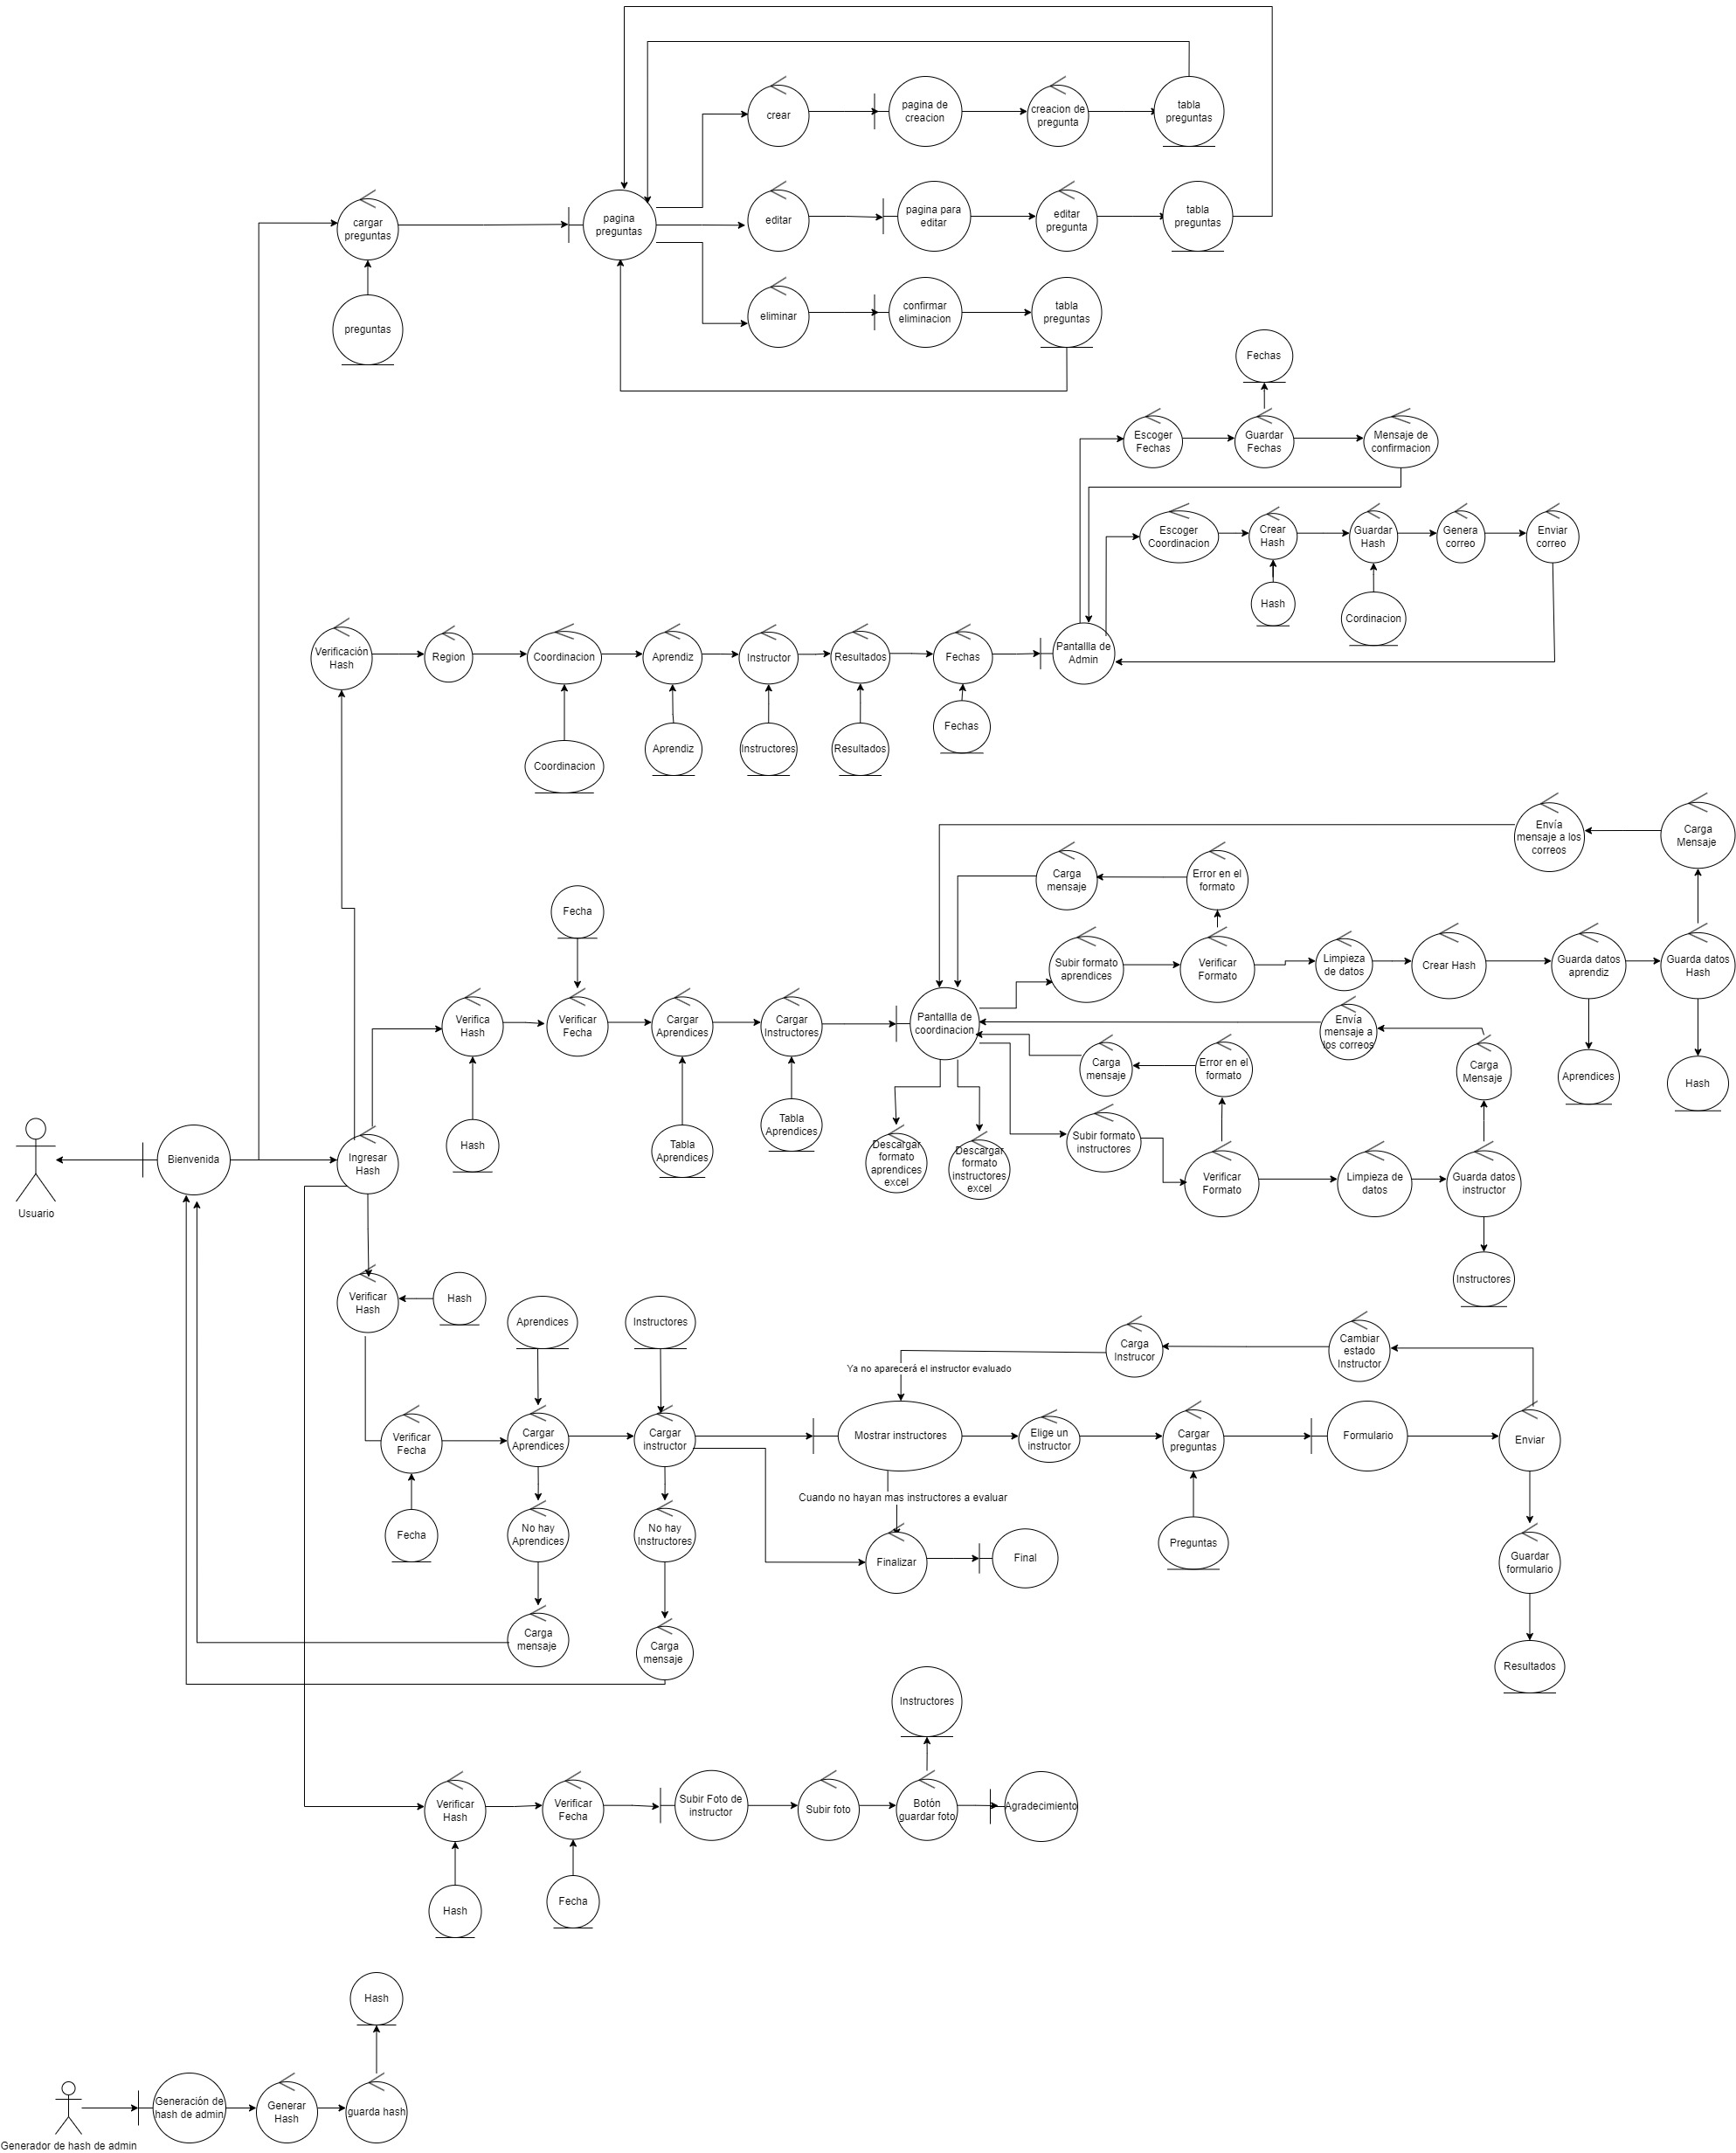 crear
pagina de
creacion
creacion de
pregunta
tabla
preguntas
cargar
preguntas
pagina
preguntas
editar
pagina para
editar
editar
pregunta
tabla
preguntas
preguntas
eliminar
confirmar
eliminacion
tabla
preguntas
Fechas
Escoger
Fechas
Guardar
Fechas
Mensaje de
confirmacion
Escoger
Coordinacion
Crear
Hash
Guardar
Hash
Genera
correo
Enviar
correo
Hash
Cordinacion
Verificaciòn
Hash
Region
Coordinacion
Aprendiz
Instructor
Resultados
Fechas
Pantallla de
Admin
Coordinacion
Aprendiz
Instructores
Resultados
Fechas
Envía
mensaje a los
correos
Carga
Mensaje
Carga
mensaje
Error en el
formato
Fecha
Subir formato
aprendices
Verificar
Formato
Limpieza
de datos
Crear Hash
Guarda datos
aprendiz
Guarda datos
Hash
Verifica
Hash
Verificar
Fecha
Cargar
Aprendices
Cargar
Instructores
Pantallla de
coordinacion
Envía
mensaje a
los correos
Carga
mensaje
Error en el
formato
Carga
Mensaje
Aprendices
Hash
Hash
Tabla
Aprendices
Tabla
Aprendices
Descargar
formato
aprendices
excel
Descargar
formato
instructores
excel
Subir formato
instructores
Verificar
Formato
Limpieza de
datos
Guarda datos
instructor
Instructores
Usuario
Bienvenida
Ingresar
Hash
Verificar
Hash
Hash
Aprendices
Instructores
Carga
Instrucor
Cambiar
estado
Instructor
Ya no aparecerá el instructor evaluado
Verificar
Fecha
Cargar
Aprendices
Cargar
instructor
Mostrar instructores
Elige un
instructor
Cargar
preguntas
Formulario
Enviar
Cuando no hayan mas instructores a evaluar
Fecha
No hay
Aprendices
No hay
Instructores
Finalizar
Final
Preguntas
Guardar
formulario
Carga
mensaje
Carga
mensaje
Resultados
Instructores
Verificar
Hash
Verificar
Fecha
Subir Foto de
instructor
Subir foto
Botòn
guardar foto
Agradecimiento
Hash
Fecha
Hash
Generador de hash de admin
Generación de
hash de admin
Generar
Hash
guarda hash